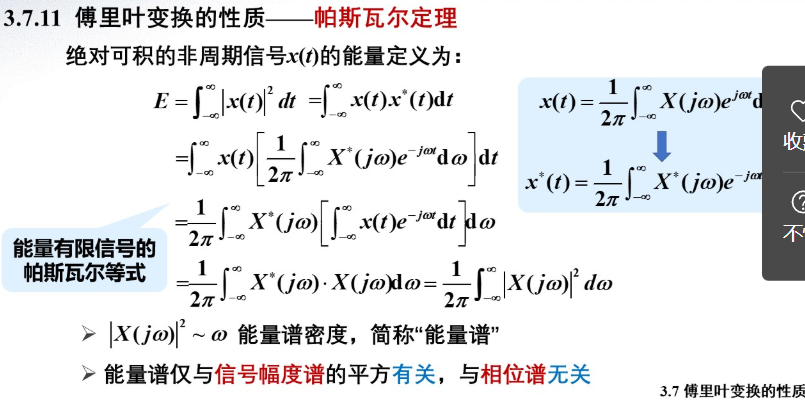 3.7.11 傅里叶变换的性质——帕斯瓦尔定理
绝对可积的非周期信号x(t)的能量定义为：
E = ∫_{-∞}^{∞} |x(t)|² dt = ∫_{-∞}^{∞} x(t)x*(t)dt
x(t) = 1/2π ∫_{-∞}^{∞} X(jω)e^{jωt}d
= ∫_{-∞}^{∞} x(t)[1/2π ∫_{-∞}^{∞} X*(jω)e^{-jωt}dω]dt
x*(t) = 1/2π ∫_{-∞}^{∞} X*(jω)e^{-jωt}
= 1/2π ∫_{-∞}^{∞} X*(jω)[∫_{-∞}^{∞} x(t)e^{-jωt}dt]dω
能量有限信号的
帕斯瓦尔等式
= 1/2π ∫_{-∞}^{∞} X*(jω)·X(jω)dω = 1/2π ∫_{-∞}^{∞} |X(jω)|² dω
➢ |X(jω)|² ~ ω 能量谱密度，简称“能量谱”
➢ 能量谱仅与信号幅度谱的平方有关，与相位谱无关
3.7 傅里叶变换的性质
收
不